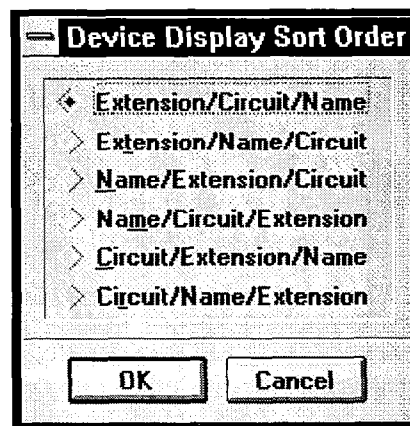 Device Display Sort Order
Extension/Circuit/Name
Extension/Name/Circuit
Name/Extension/Circuit
Name/Circuit/Extension
Circuit/Extension/Name
Circuit/Name/Extension
OK Cancel